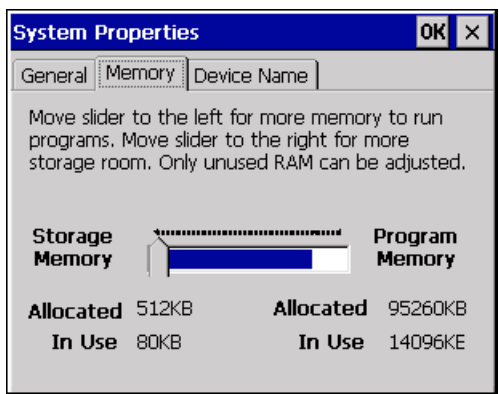 System Properties OK ×
General Memory Device Name
Move slider to the left for more memory to run
programs. Move slider to the right for more
storage room. Only unused RAM can be adjusted.
Storage Program
Memory Memory
Allocated 512KB Allocated 95260KB
In Use 80KB In Use 14096KE